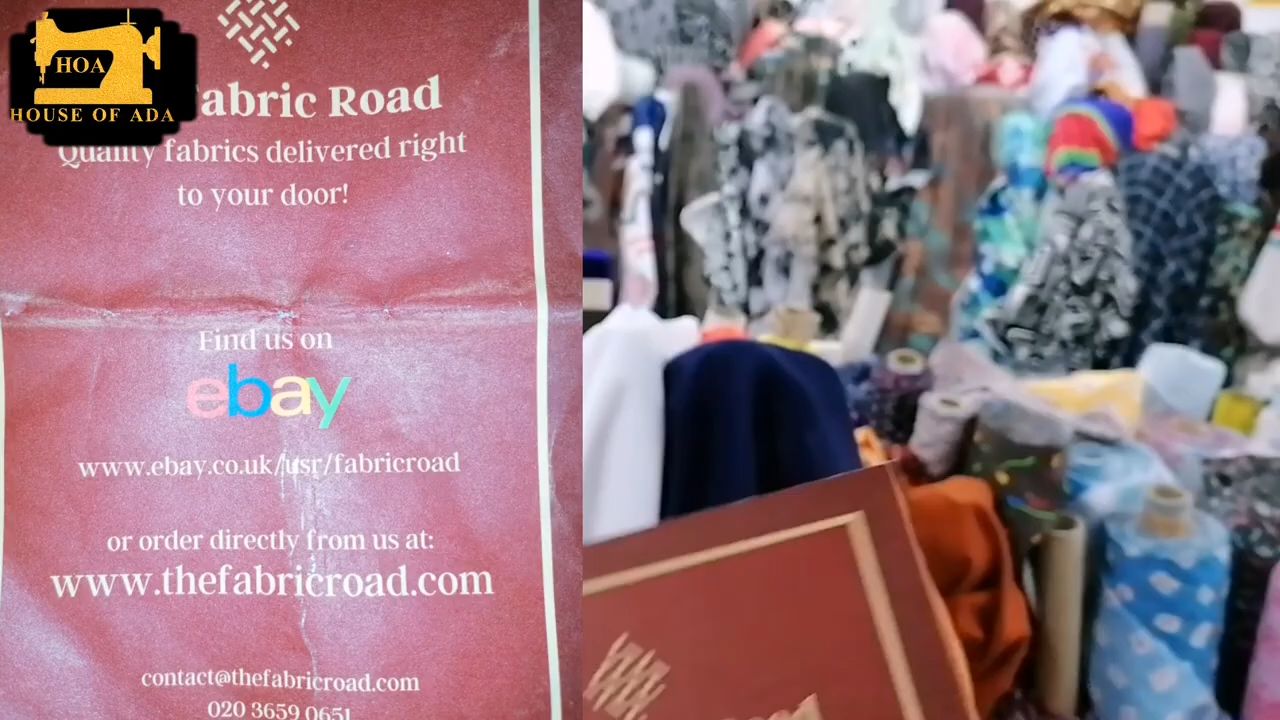 HOA
HOUSE OF ADA
Fabric Road
Quality fabrics delivered right
to your door!
Find us on
ebay
www.ebay.co.uk/usr/fabricroad
or order directly from us at:
www.thefabricroad.com
contact@thefabricroad.com
020 3659 0651